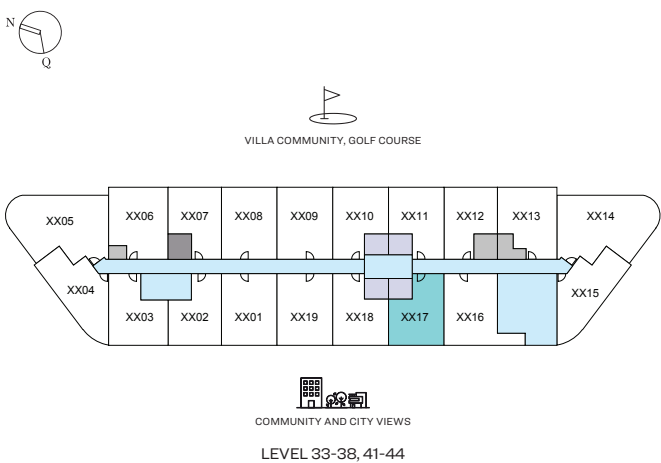 N
Q
VILLA COMMUNITY, GOLF COURSE
XX05
XX06
XX07
XX08
XX09
XX10
XX11
XX12
XX13
XX14
XX04
XX03
XX02
XX01
XX19
XX18
XX17
XX16
XX15
COMMUNITY AND CITY VIEWS
LEVEL 33-38, 41-44